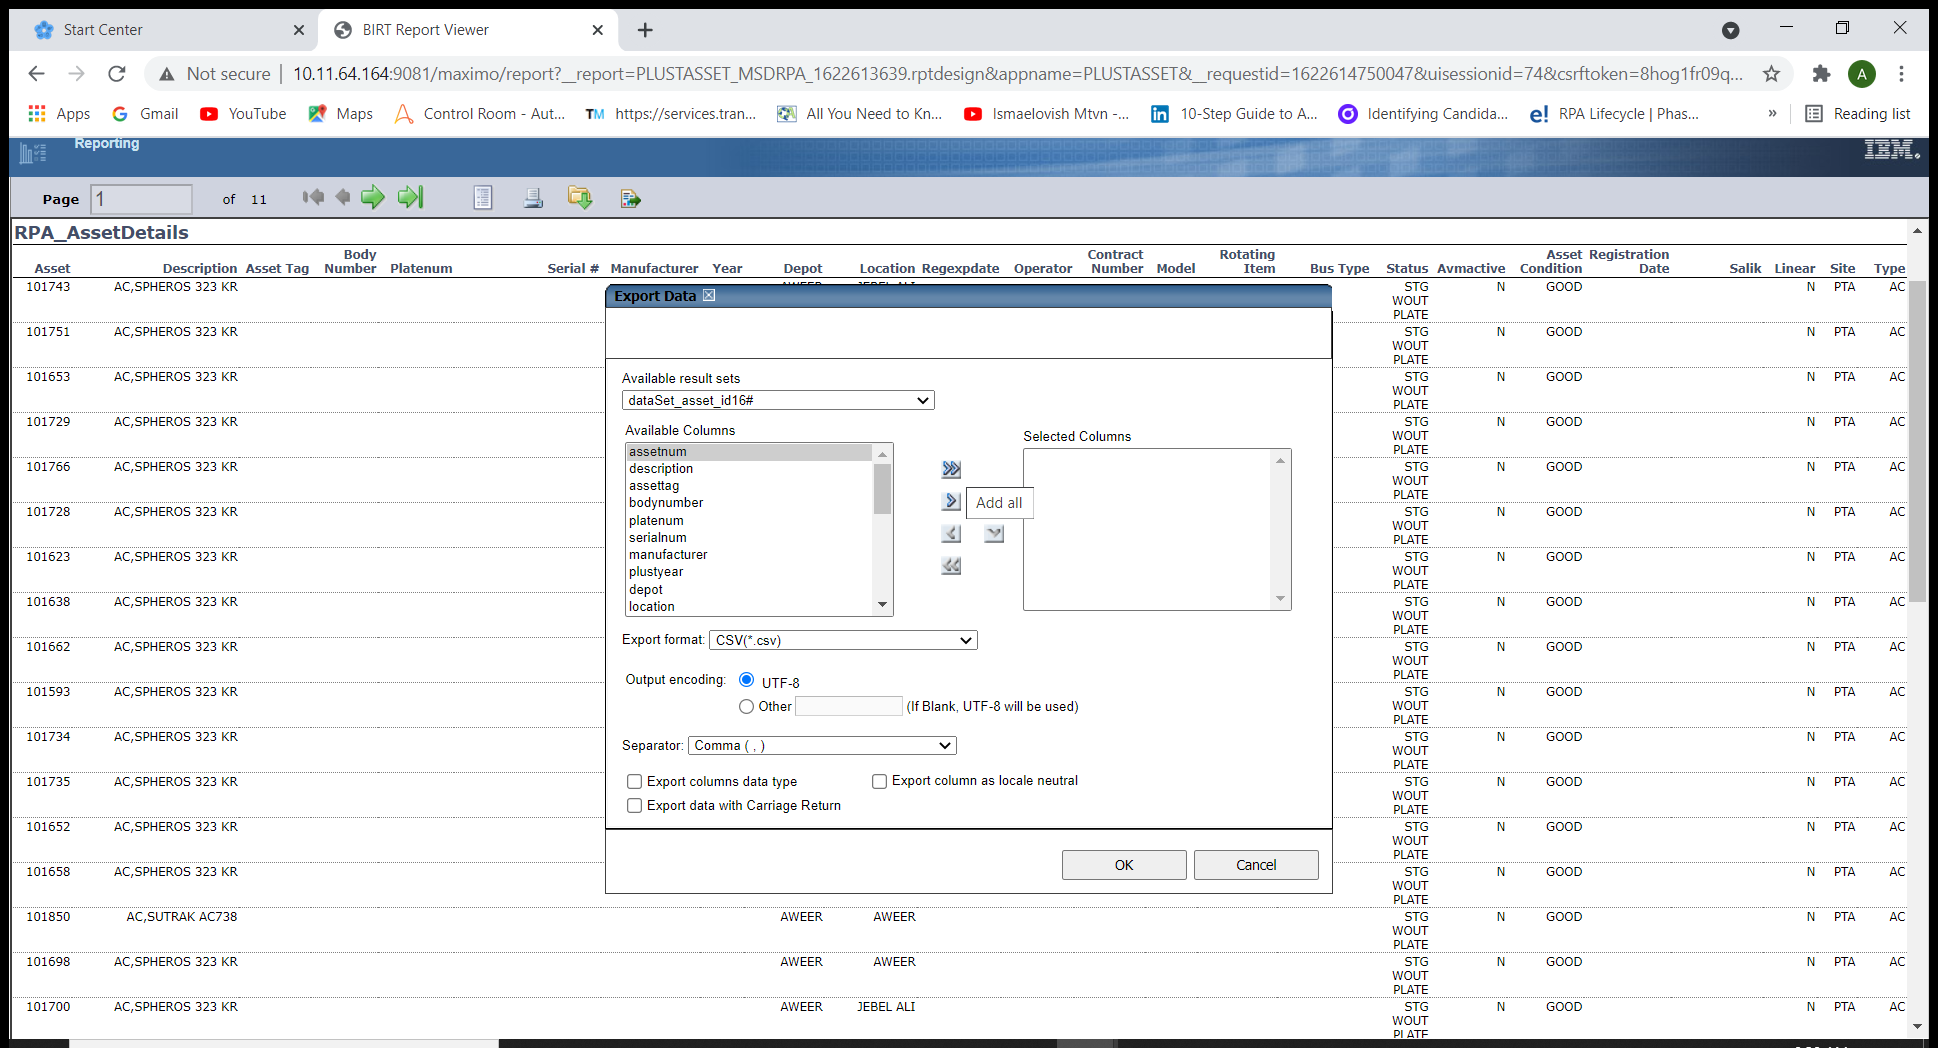 Start Center
BIRT Report Viewer
Not secure 10.11.64.164:9081/maximo/report?__report=PLUSTASSET_MSDRPA_1622613639.rptdesign&appname=PLUSTASSET&__requestid=1622614750047&uisessionid=74&csrftoken=8hog1fr09q... A
Apps Gmail YouTube Maps Control Room - Aut... TM https://services.tran... All You Need to Kn... Ismaelovish Mtvn -... in 10-Step Guide to A... Identifying Candida... e! RPA Lifecycle | Phas... » Reading list
Reporting
IBM.
Page 1 of 11
RPA_AssetDetails
Asset Description Asset Tag Body Number Platenum Serial # Manufacturer Year Depot Location Regexpdate Operator Contract Number Model Rotating Item Bus Type Status Avmactive Asset Condition Registration Date Salik Linear Site Type
101743 AC,SPHEROS 323 KR AWEER JEBEL ALI STG WOUT PLATE N GOOD N PTA AC
101751 AC,SPHEROS 323 KR STG WOUT PLATE N GOOD N PTA AC
101653 AC,SPHEROS 323 KR STG WOUT PLATE N GOOD N PTA AC
101729 AC,SPHEROS 323 KR STG WOUT PLATE N GOOD N PTA AC
101766 AC,SPHEROS 323 KR STG WOUT PLATE N GOOD N PTA AC
101728 AC,SPHEROS 323 KR STG WOUT PLATE N GOOD N PTA AC
101623 AC,SPHEROS 323 KR STG WOUT PLATE N GOOD N PTA AC
101638 AC,SPHEROS 323 KR STG WOUT PLATE N GOOD N PTA AC
101662 AC,SPHEROS 323 KR STG WOUT PLATE N GOOD N PTA AC
101593 AC,SPHEROS 323 KR STG WOUT PLATE N GOOD N PTA AC
101734 AC,SPHEROS 323 KR STG WOUT PLATE N GOOD N PTA AC
101735 AC,SPHEROS 323 KR STG WOUT PLATE N GOOD N PTA AC
101652 AC,SPHEROS 323 KR STG WOUT PLATE N GOOD N PTA AC
101658 AC,SPHEROS 323 KR STG WOUT PLATE N GOOD N PTA AC
101850 AC,SUTRAK AC738 AWEER AWEER STG WOUT PLATE N GOOD N PTA AC
101698 AC,SPHEROS 323 KR AWEER AWEER STG WOUT PLATE N GOOD N PTA AC
101700 AC,SPHEROS 323 KR AWEER JEBEL ALI STG WOUT PLATE N GOOD N PTA AC
Export Data
Available result sets
dataSet_asset_id16#
Available Columns
assetnum
description
assettag
bodynumber
platenum
serialnum
manufacturer
plustyear
depot
location
Add all
Selected Columns
Export format: CSV(*.csv)
Output encoding: UTF-8
Other (If Blank, UTF-8 will be used)
Separator: Comma ( , )
Export columns data type
Export column as locale neutral
Export data with Carriage Return
OK
Cancel